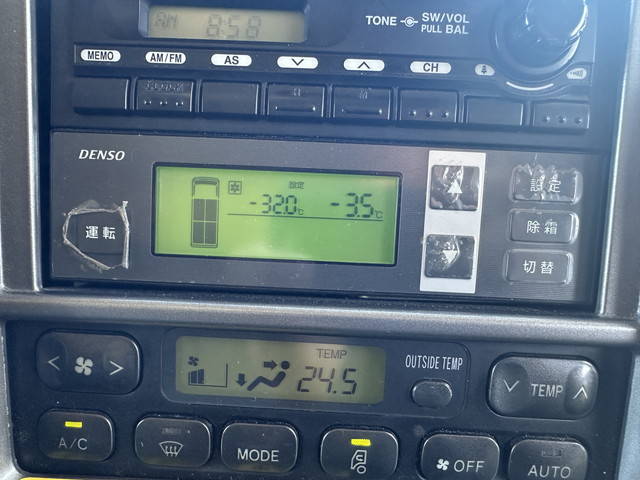 AM 8:58
TONE SW/VOL
PULL BAL
MEMO AM/FM AS CH
DENSO
設定
運転
設定
-32.0℃ -3.5℃
除霜
切替
TEMP
24.5
OUTSIDE TEMP
TEMP
A/C
MODE
OFF
AUTO